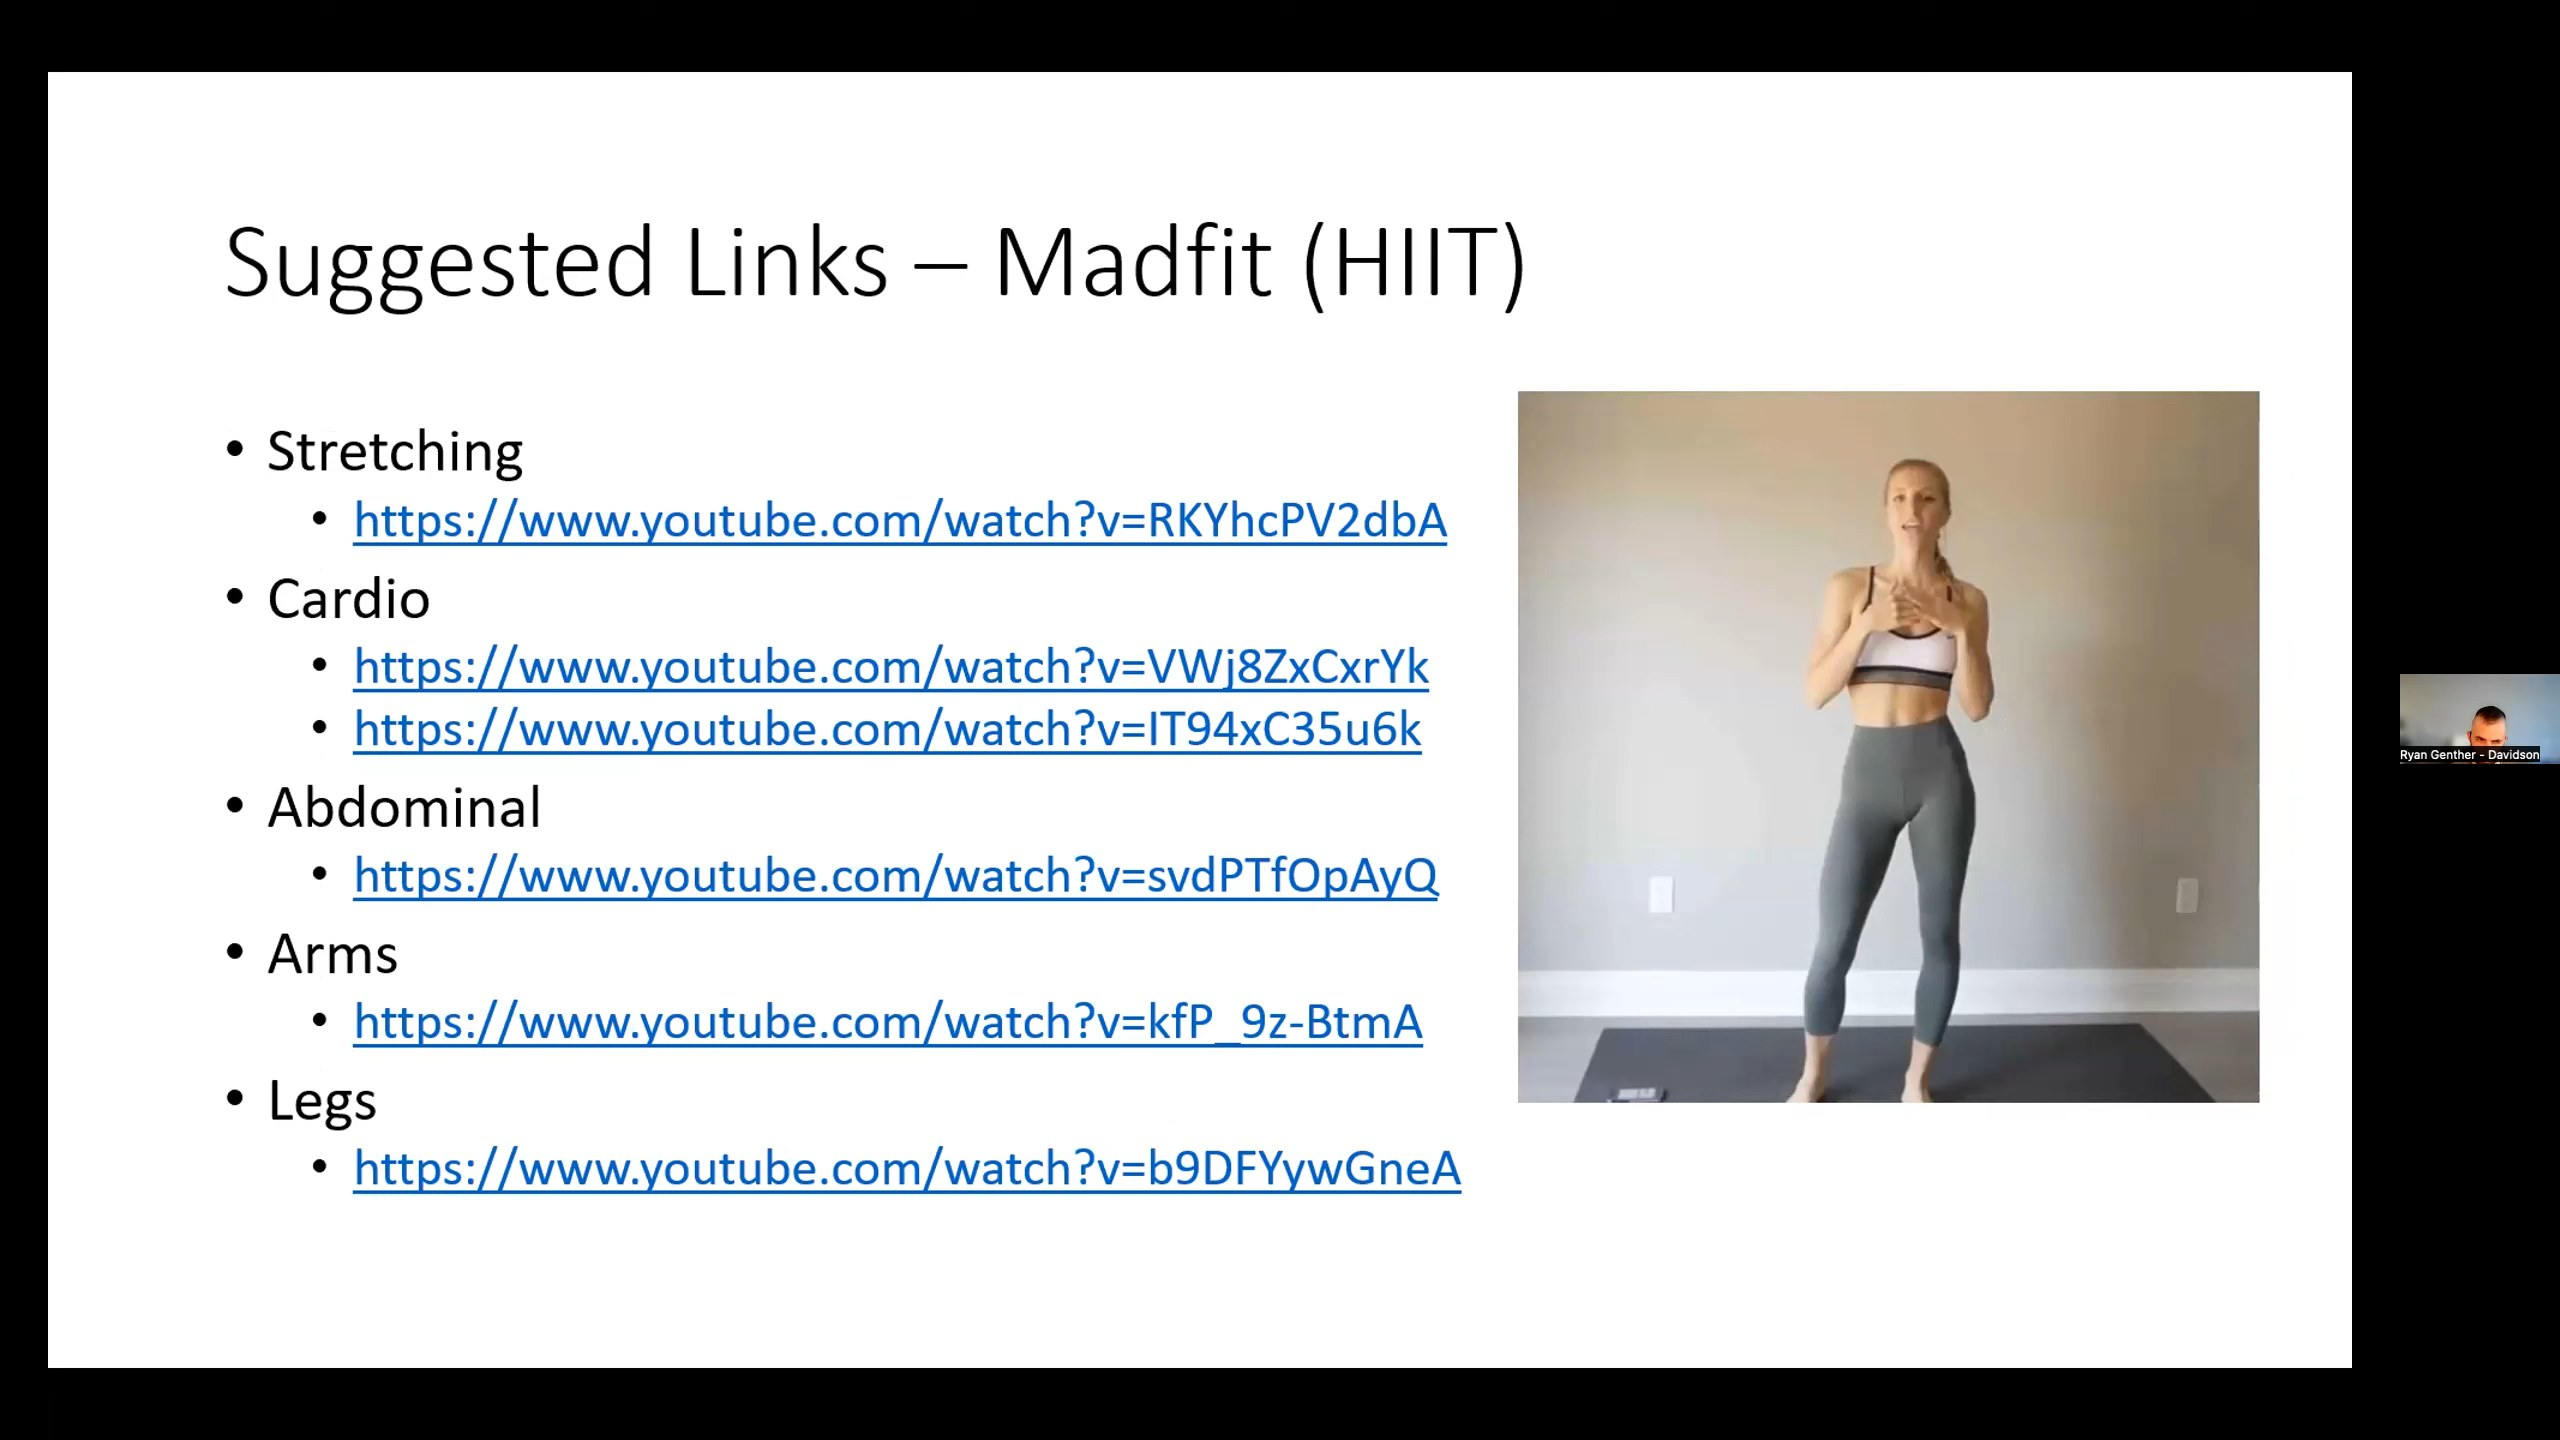 Suggested Links – Madfit (HIIT)
• Stretching
• https://www.youtube.com/watch?v=RKYhcPV2dbA
• Cardio
• https://www.youtube.com/watch?v=VWj8ZxCxrYk
• https://www.youtube.com/watch?v=IT94xC35u6k
• Abdominal
• https://www.youtube.com/watch?v=svdPTfOpAyQ
• Arms
• https://www.youtube.com/watch?v=kfP_9z-BtmA
• Legs
• https://www.youtube.com/watch?v=b9DFYywGneA
Ryan Genther - Davidson